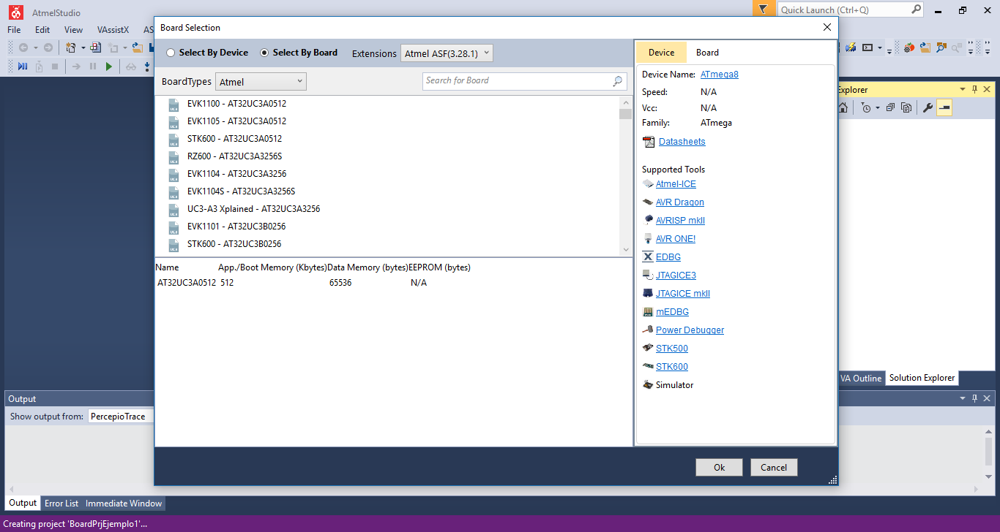 AtmelStudio
Quick Launch (Ctrl+Q)
File Edit View VAssistX AS
Board Selection
Select By Device Select By Board Extensions Atmel ASF(3.28.1)
BoardTypes Atmel Search for Board
EVK1100 - AT32UC3A0512
EVK1105 - AT32UC3A0512
STK600 - AT32UC3A0512
RZ600 - AT32UC3A3256S
EVK1104 - AT32UC3A3256
EVK1104S - AT32UC3A3256S
UC3-A3 Xplained - AT32UC3A3256
EVK1101 - AT32UC3B0256
STK600 - AT32UC3B0256
Name App./Boot Memory (Kbytes) Data Memory (bytes) EEPROM (bytes)
AT32UC3A0512 512 65536 N/A
Device Board
Device Name: ATmega8
Speed: N/A
Vcc: N/A
Family: ATmega
Datasheets
Supported Tools
Atmel-ICE
AVR Dragon
AVRISP mkII
AVR ONE!
EDBG
JTAGICE3
JTAGICE mkII
mEDBG
Power Debugger
STK500
STK600
Simulator
Ok Cancel
Explorer
VA Outline Solution Explorer
Output
Show output from: PercepioTrace
Output Error List Immediate Window
Creating project 'BoardPrjEjemplo1'...